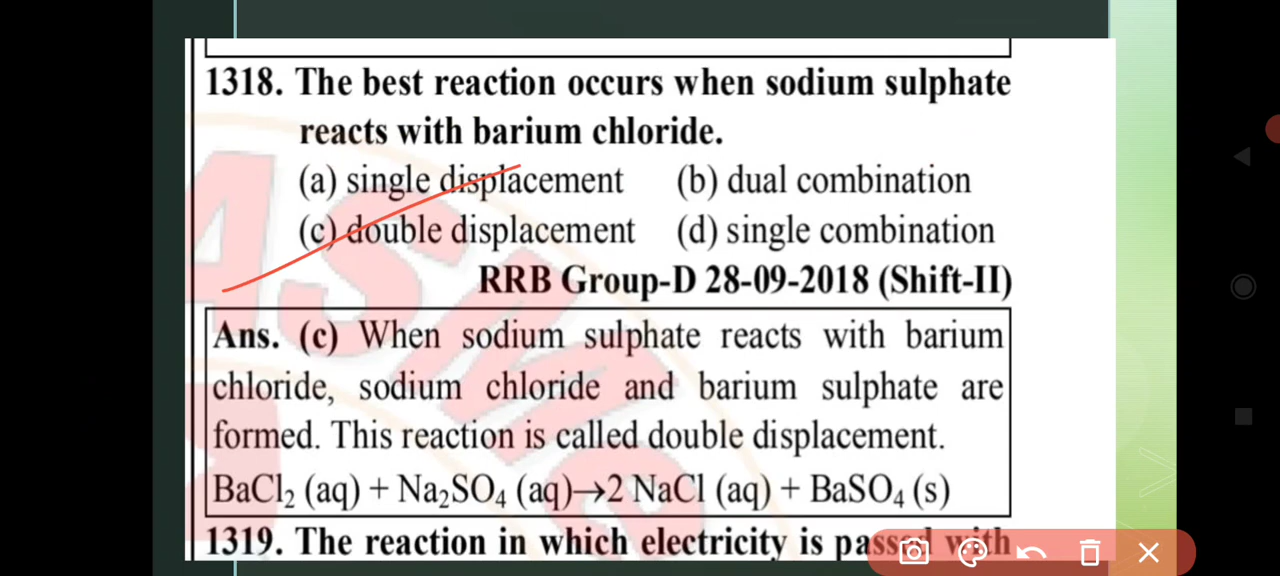 1318. The best reaction occurs when sodium sulphate
reacts with barium chloride.
(a) single displacement (b) dual combination
(c) double displacement (d) single combination
RRB Group-D 28-09-2018 (Shift-II)
Ans. (c) When sodium sulphate reacts with barium
chloride, sodium chloride and barium sulphate are
formed. This reaction is called double displacement.
BaCl₂ (aq) + Na₂SO₄ (aq)→2 NaCl (aq) + BaSO₄ (s)
1319. The reaction in which electricity is passed with